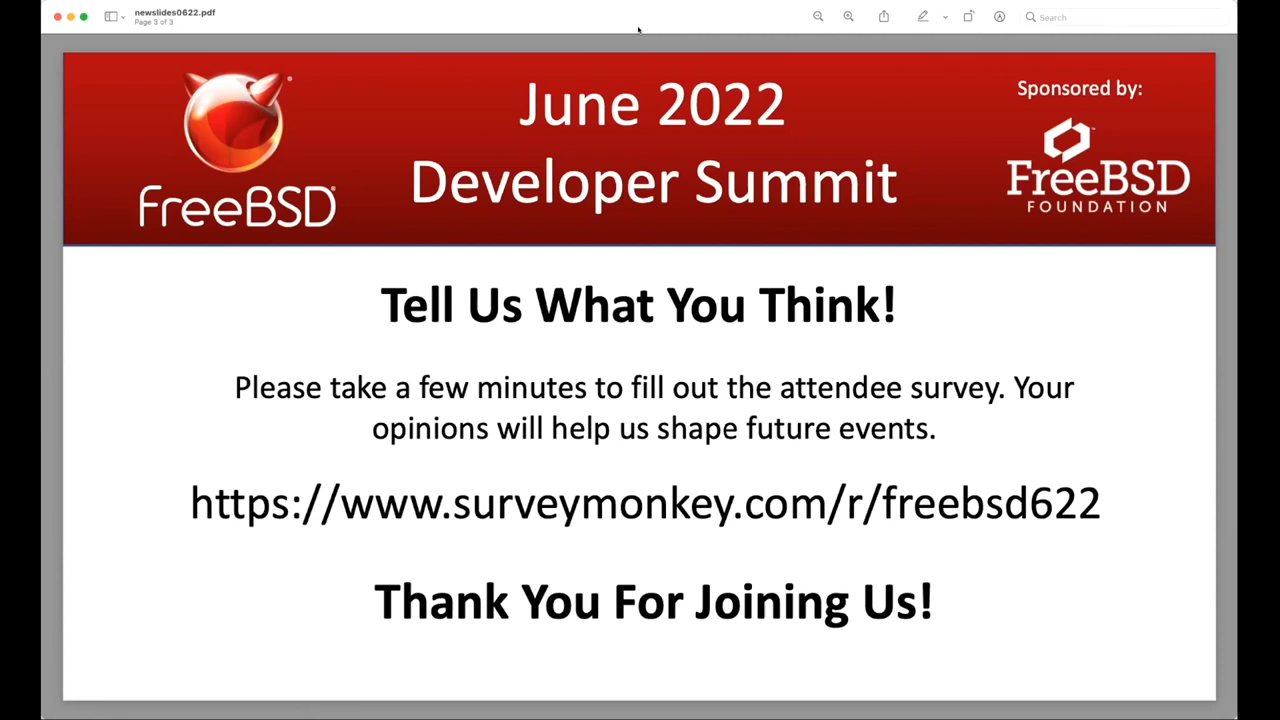 newslides0622.pdf
Page 3 of 3
Search
June 2022
Developer Summit
FreeBSD®
Sponsored by:
FreeBSD
FOUNDATION
Tell Us What You Think!
Please take a few minutes to fill out the attendee survey. Your
opinions will help us shape future events.
https://www.surveymonkey.com/r/freebsd622
Thank You For Joining Us!